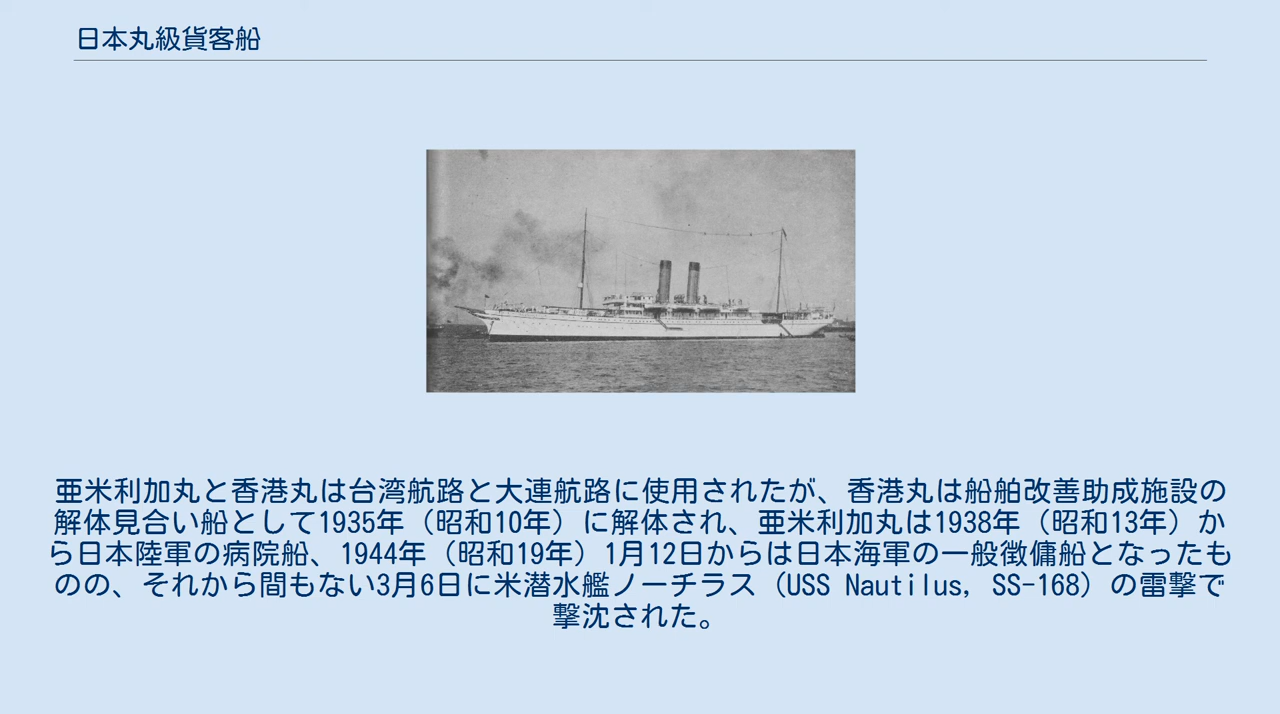 日本丸級貨客船
亜米利加丸と香港丸は台湾航路と大連航路に使用されたが、香港丸は船舶改善助成施設の
解体見合い船として1935年（昭和10年）に解体され、亜米利加丸は1938年（昭和13年）か
ら日本陸軍の病院船、1944年（昭和19年）1月12日からは日本海軍の一般徴傭船となったも
のの、それから間もない3月6日に米潜水艦ノーチラス（USS Nautilus, SS-168）の雷撃で
撃沈された。